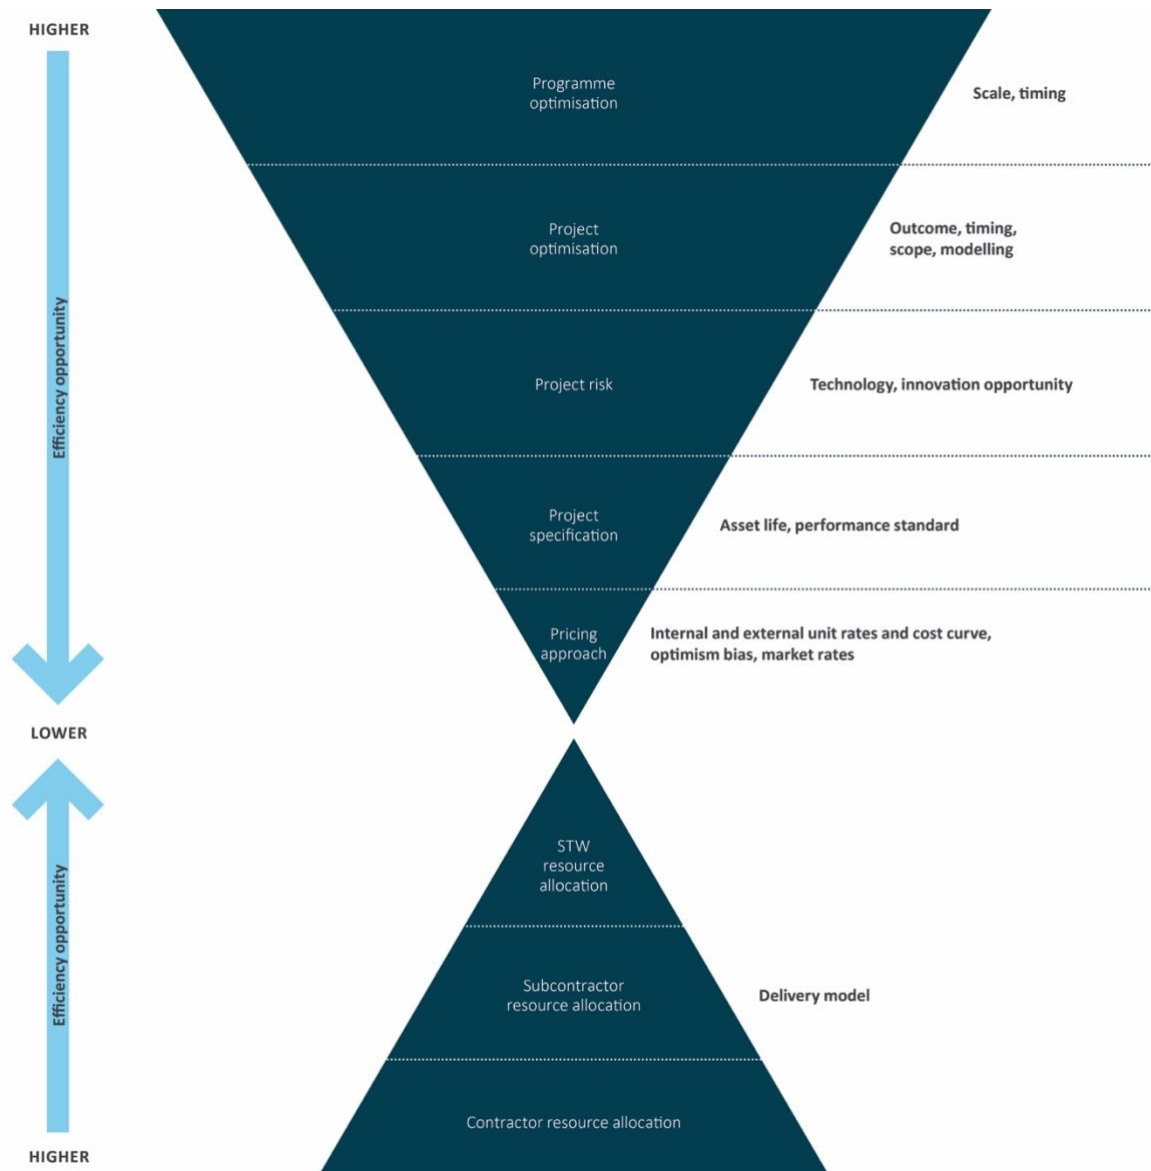 HIGHER
Programme
optimisation
Scale, timing
Project
optimisation
Outcome, timing,
scope, modelling
Efficiency opportunity
Project risk
Technology, innovation opportunity
Project
specification
Asset life, performance standard
Pricing
approach
Internal and external unit rates and cost curve,
optimism bias, market rates
LOWER
STW
resource
allocation
Efficiency opportunity
Subcontractor
resource allocation
Delivery model
Contractor resource allocation
HIGHER